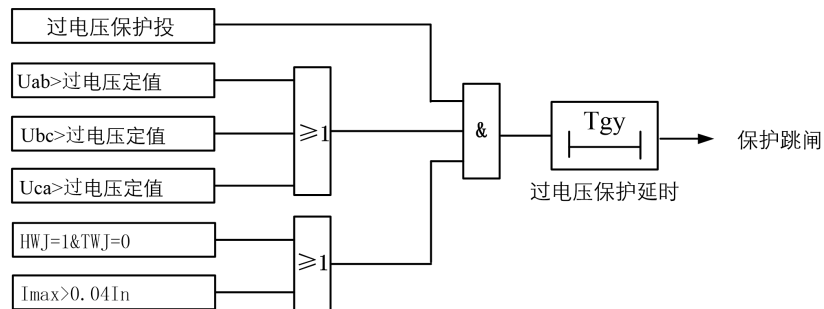 过电压保护投
Uab>过电压定值
Ubc>过电压定值
Uca>过电压定值
HWJ=1&TWJ=0
Imax>0.04In
≥1
≥1
&
Tgy
过电压保护延时
保护跳闸